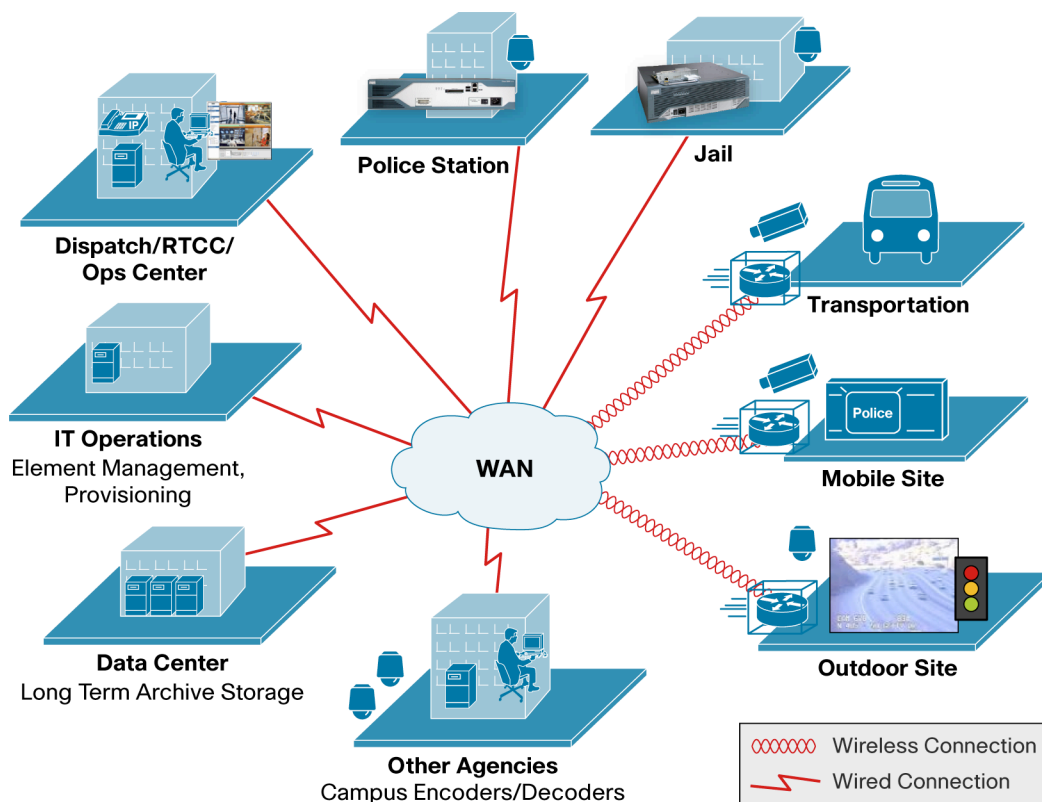 IP
Dispatch/RTCC/
Ops Center
Police Station
Jail
Transportation
IT Operations
Element Management,
Provisioning
WAN
Police
Mobile Site
Data Center
Long Term Archive Storage
Outdoor Site
Other Agencies
Campus Encoders/Decoders
Wireless Connection
Wired Connection